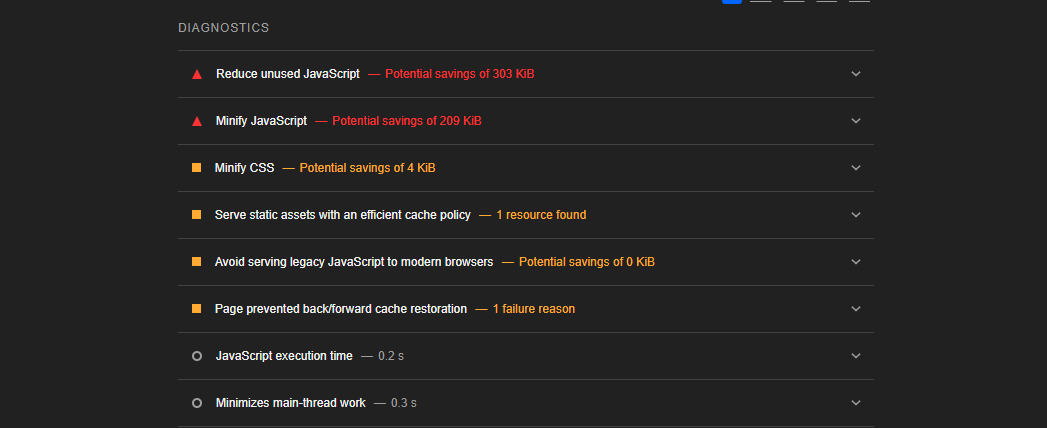 DIAGNOSTICS
Reduce unused JavaScript — Potential savings of 303 KiB
Minify JavaScript — Potential savings of 209 KiB
Minify CSS — Potential savings of 4 KiB
Serve static assets with an efficient cache policy — 1 resource found
Avoid serving legacy JavaScript to modern browsers — Potential savings of 0 KiB
Page prevented back/forward cache restoration — 1 failure reason
JavaScript execution time — 0.2 s
Minimizes main-thread work — 0.3 s